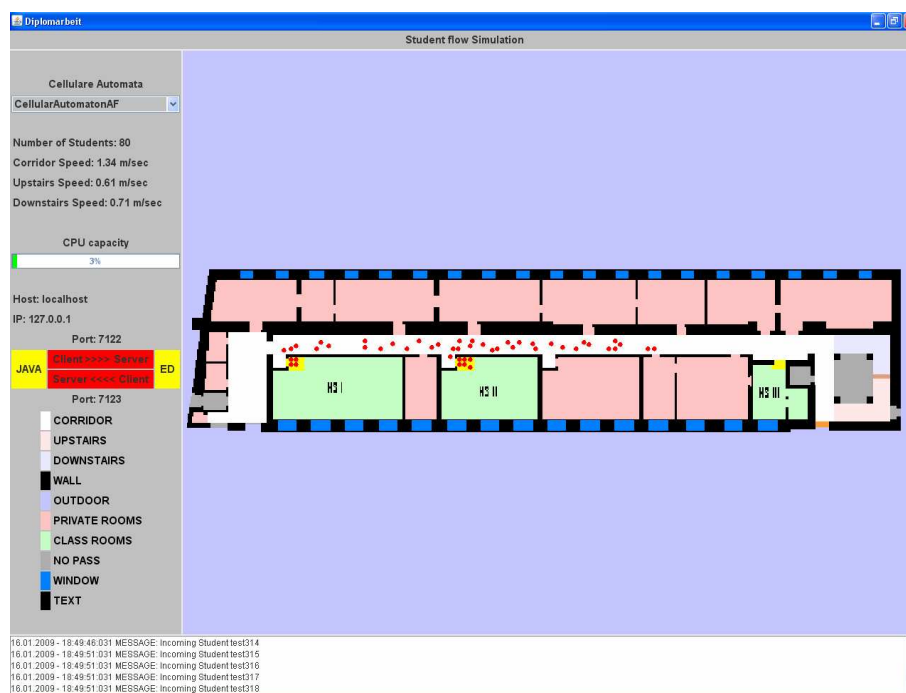 Diplomarbeit
Student flow Simulation
Cellulare Automata
CellularAutomatonAF
Number of Students: 80
Corridor Speed: 1.34 m/sec
Upstairs Speed: 0.61 m/sec
Downstairs Speed: 0.71 m/sec
CPU capacity
3%
Host: localhost
IP: 127.0.0.1
Port: 7122
JAVA
Client >>>> Server
Server <<<< Client
ED
Port: 7123
CORRIDOR
UPSTAIRS
DOWNSTAIRS
WALL
OUTDOOR
PRIVATE ROOMS
CLASS ROOMS
NO PASS
WINDOW
TEXT
HS I
HS II
HS III
16.01.2009 - 18:49:46:031 MESSAGE: Incoming Student test314
16.01.2009 - 18:49:51:031 MESSAGE: Incoming Student test315
16.01.2009 - 18:49:51:031 MESSAGE: Incoming Student test316
16.01.2009 - 18:49:51:031 MESSAGE: Incoming Student test317
16.01.2009 - 18:49:51:031 MESSAGE: Incoming Student test318